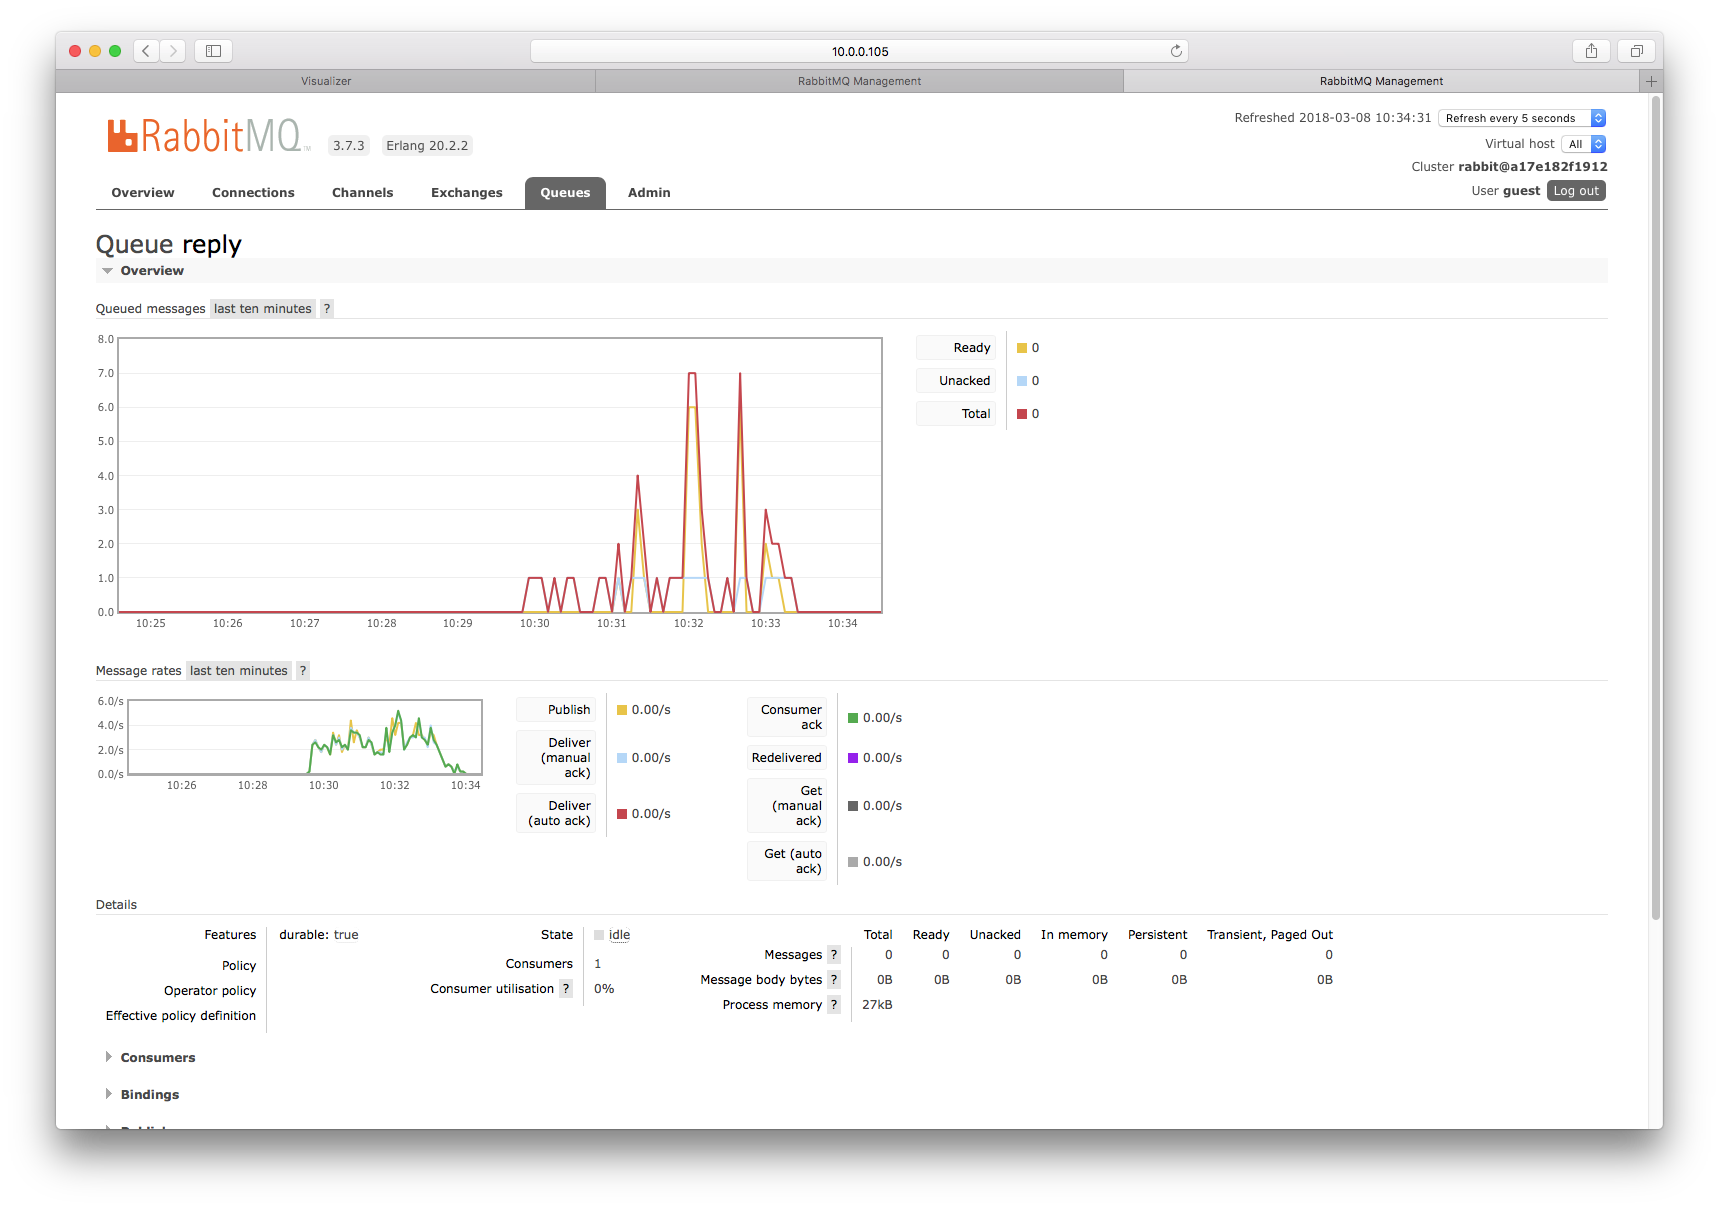 10.0.0.105
Visualizer
RabbitMQ Management
RabbitMQ Management
RabbitMQ TM
3.7.3
Erlang 20.2.2
Refreshed 2018-03-08 10:34:31
Refresh every 5 seconds
Virtual host All
Cluster rabbit@a17e182f1912
User guest Log out
Overview Connections Channels Exchanges Queues Admin
Queue reply
Overview
Queued messages last ten minutes ?
8.0
7.0
6.0
5.0
4.0
3.0
2.0
1.0
0.0
10:25 10:26 10:27 10:28 10:29 10:30 10:31 10:32 10:33 10:34
Ready 0
Unacked 0
Total 0
Message rates last ten minutes ?
6.0/s
4.0/s
2.0/s
0.0/s
10:26 10:28 10:30 10:32 10:34
Publish 0.00/s
Deliver
(manual 0.00/s
ack)
Deliver
(auto ack) 0.00/s
Consumer
ack 0.00/s
Redelivered 0.00/s
Get
(manual 0.00/s
ack)
Get (auto
ack) 0.00/s
Details
Features durable: true
Policy
Operator policy
Effective policy definition
State idle
Consumers 1
Consumer utilisation ? 0%
Total Ready Unacked In memory Persistent Transient, Paged Out
Messages ? 0 0 0 0 0 0
Message body bytes ? 0B 0B 0B 0B 0B 0B
Process memory ? 27kB
Consumers
Bindings